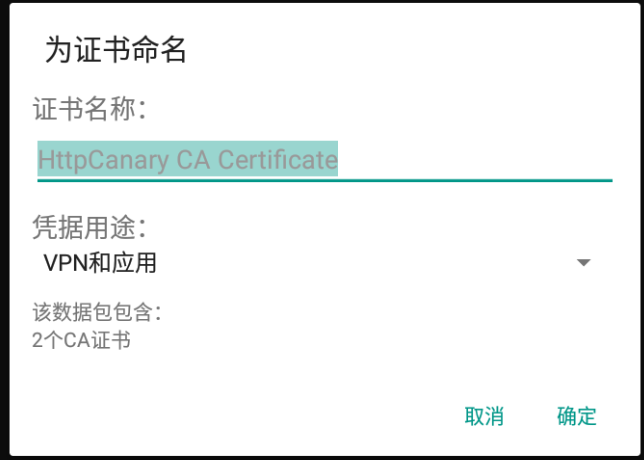 为证书命名
证书名称：
HttpCanary CA Certificate
凭据用途：
VPN和应用
该数据包包含：
2个CA证书
取消 确定